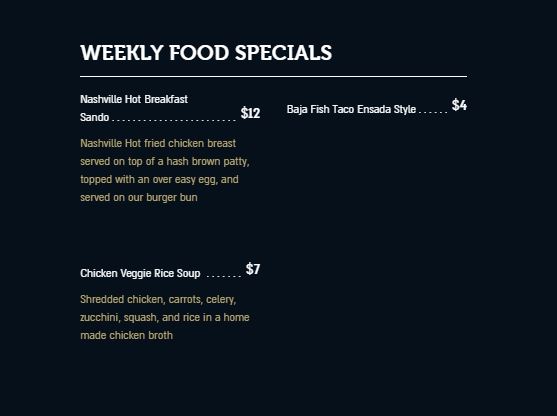 WEEKLY FOOD SPECIALS
Nashville Hot Breakfast
Sando ........................ $12
Nashville Hot fried chicken breast
served on top of a hash brown patty,
topped with an over easy egg, and
served on our burger bun
Baja Fish Taco Ensada Style ...... $4
Chicken Veggie Rice Soup ....... $7
Shredded chicken, carrots, celery,
zucchini, squash, and rice in a home
made chicken broth